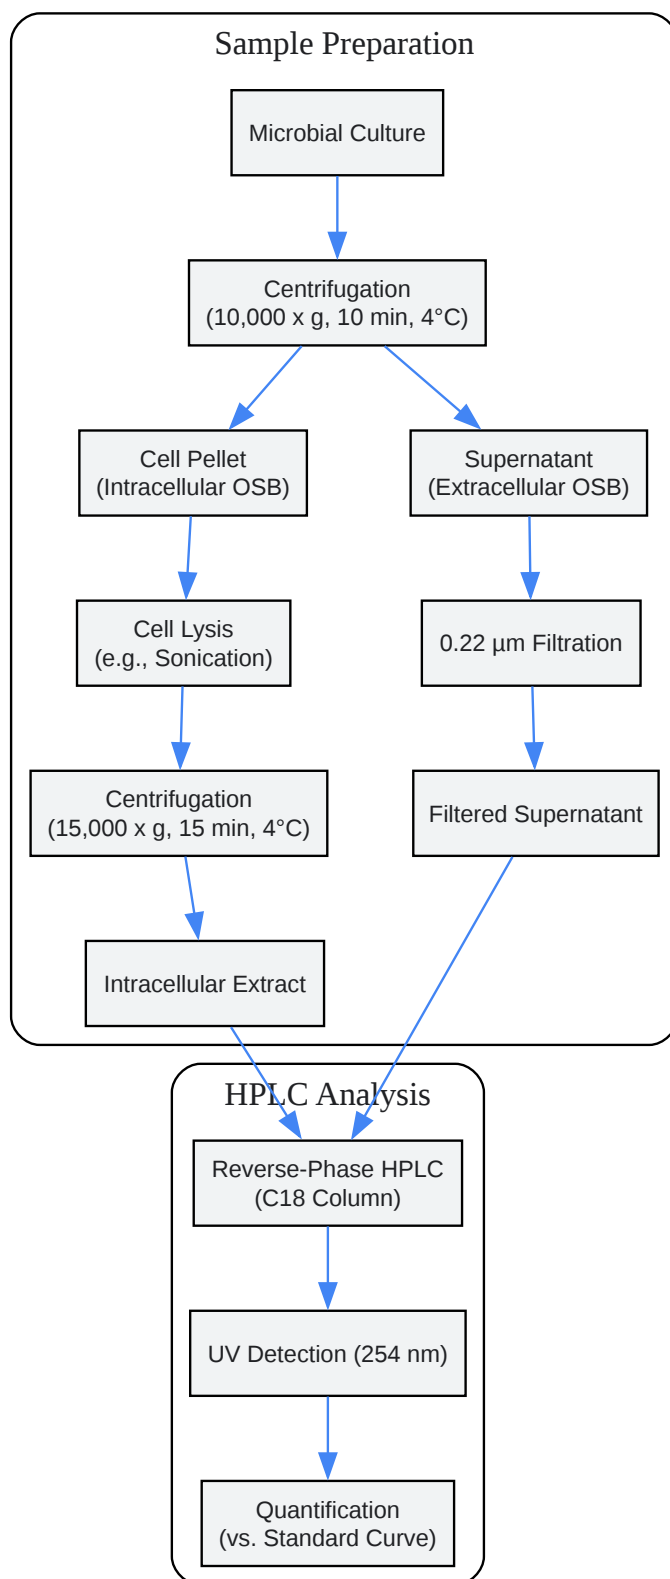 Sample Preparation
Microbial Culture
Centrifugation
(10,000 x g, 10 min, 4°C)
Cell Pellet
(Intracellular OSB)
Supernatant
(Extracellular OSB)
Cell Lysis
(e.g., Sonication)
0.22 µm Filtration
Centrifugation
(15,000 x g, 15 min, 4°C)
Filtered Supernatant
Intracellular Extract
HPLC Analysis
Reverse-Phase HPLC
(C18 Column)
UV Detection (254 nm)
Quantification
(vs. Standard Curve)